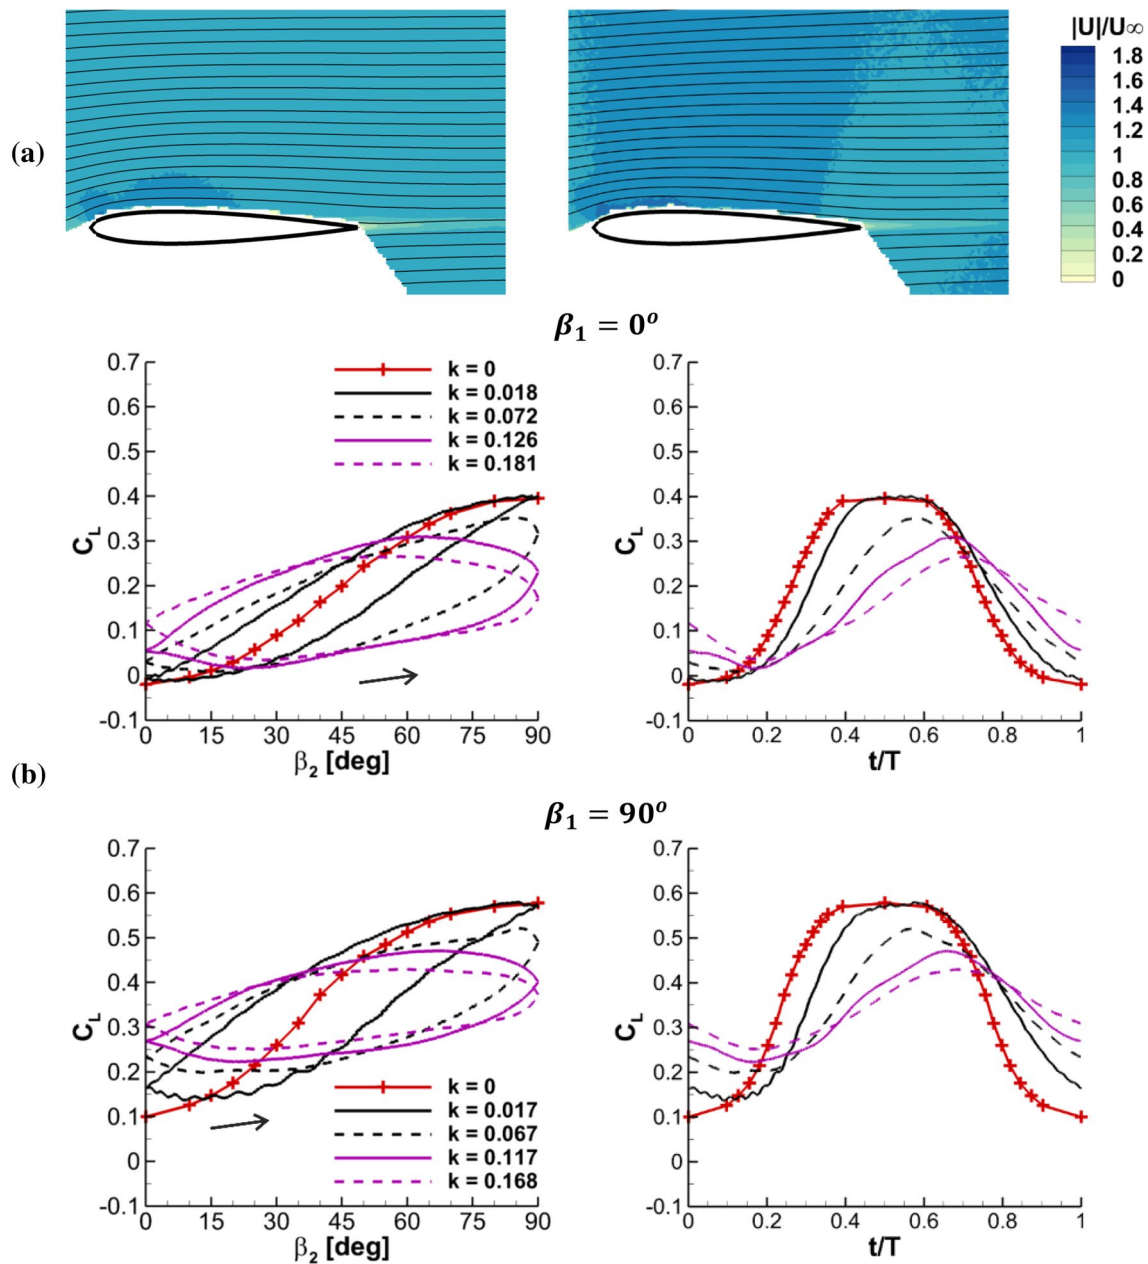 |U|/U∞
1.8
1.6
1.4
1.2
1
0.8
0.6
0.4
0.2
0
(a)
β₁ = 0ᵒ
0.7
0.6
0.5
0.4
0.3
0.2
0.1
0
-0.1
C_L
k = 0
k = 0.018
k = 0.072
k = 0.126
k = 0.181
0 15 30 45 60 75 90
β₂ [deg]
0.7
0.6
0.5
0.4
0.3
0.2
0.1
0
-0.1
C_L
0 0.2 0.4 0.6 0.8 1
t/T
(b)
β₁ = 90ᵒ
0.7
0.6
0.5
0.4
0.3
0.2
0.1
0
-0.1
C_L
k = 0
k = 0.017
k = 0.067
k = 0.117
k = 0.168
0 15 30 45 60 75 90
β₂ [deg]
0.7
0.6
0.5
0.4
0.3
0.2
0.1
0
-0.1
C_L
0 0.2 0.4 0.6 0.8 1
t/T